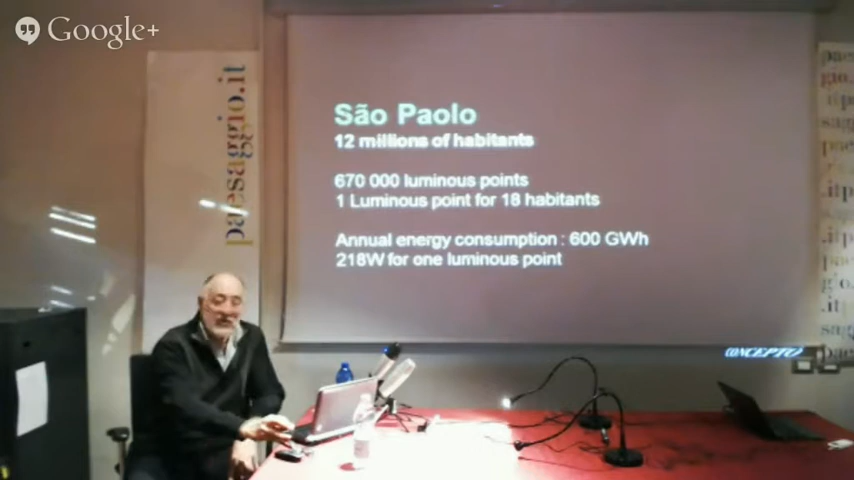 Google+
paesaggio.it
São Paolo
12 millions of habitants
670 000 luminous points
1 Luminous point for 18 habitants
Annual energy consumption : 600 GWh
218W for one luminous point
CONCEPTO